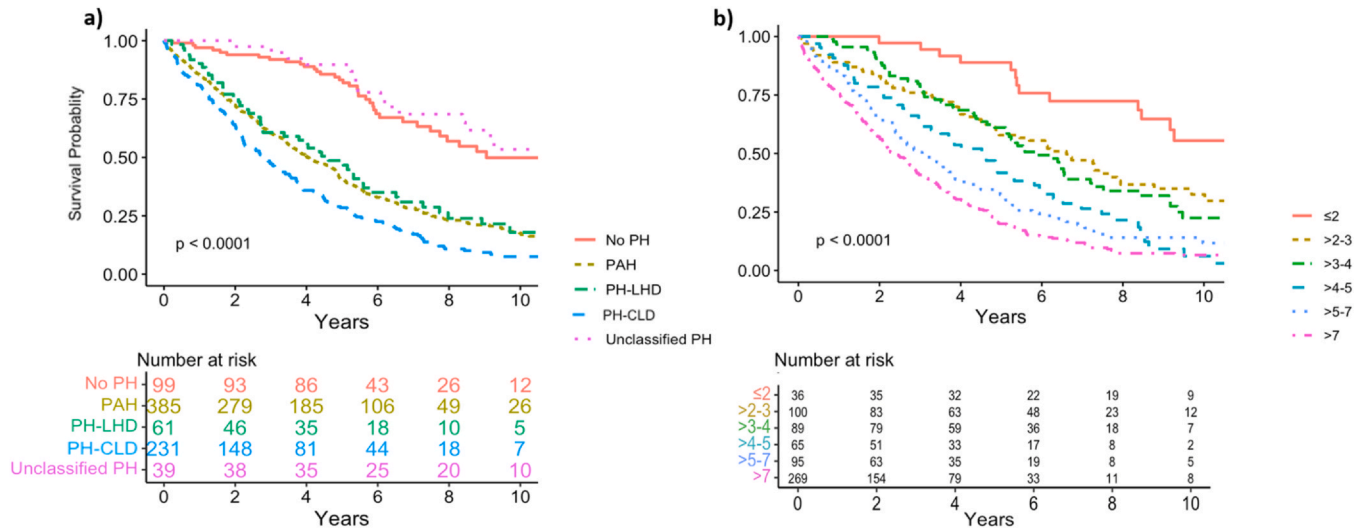 a)
1.00
0.75
0.50
0.25
0.00
Survival Probablity
p < 0.0001
0 2 4 6 8 10
Years
No PH
PAH
PH-LHD
PH-CLD
Unclassified PH
Number at risk
No PH 99 93 86 43 26 12
PAH 385 279 185 106 49 26
PH-LHD 61 46 35 18 10 5
PH-CLD 231 148 81 44 18 7
Unclassified PH 39 38 35 25 20 10
0 2 4 6 8 10
Years
b)
1.00
0.75
0.50
0.25
0.00
p < 0.0001
0 2 4 6 8 10
Years
≤2
>2-3
>3-4
>4-5
>5-7
>7
Number at risk
≤2 36 35 32 22 19 9
>2-3 100 83 63 48 23 12
>3-4 89 79 59 36 18 7
>4-5 65 51 33 17 8 2
>5-7 95 63 35 19 8 5
>7 269 154 79 33 11 8
0 2 4 6 8 10
Years